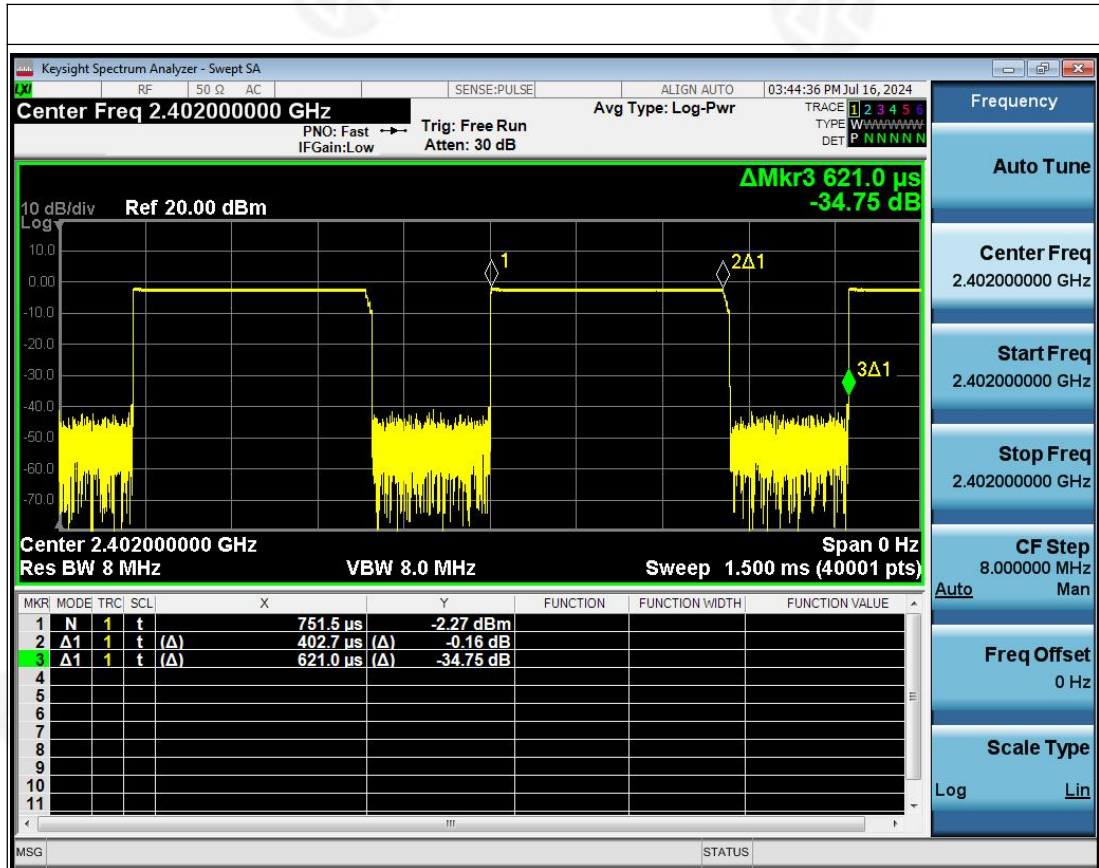 Keysight Spectrum Analyzer - Swept SA
LXI RF 50 Ω AC SENSE:PULSE ALIGN AUTO 03:44:36 PM Jul 16, 2024
Center Freq 2.402000000 GHz
PNO: Fast
IFGain:Low
Trig: Free Run
Atten: 30 dB
Avg Type: Log-Pwr
TRACE 1 2 3 4 5 6
TYPE WWWWWW
DET P N N N N N
ΔMkr3 621.0 µs
-34.75 dB
10 dB/div Ref 20.00 dBm
Log
10.0
0.00
-10.0
-20.0
-30.0
-40.0
-50.0
-60.0
-70.0
1
2Δ1
3Δ1
Center 2.402000000 GHz Span 0 Hz
Res BW 8 MHz VBW 8.0 MHz Sweep 1.500 ms (40001 pts)
MKR MODE TRC SCL X Y FUNCTION FUNCTION WIDTH FUNCTION VALUE
1 N 1 t 751.5 µs -2.27 dBm
2 Δ1 1 t (Δ) 402.7 µs (Δ) -0.16 dB
3 Δ1 1 t (Δ) 621.0 µs (Δ) -34.75 dB
4
5
6
7
8
9
10
11
MSG STATUS
Frequency
Auto Tune
Center Freq
2.402000000 GHz
Start Freq
2.402000000 GHz
Stop Freq
2.402000000 GHz
CF Step
8.000000 MHz
Auto Man
Freq Offset
0 Hz
Scale Type
Log Lin